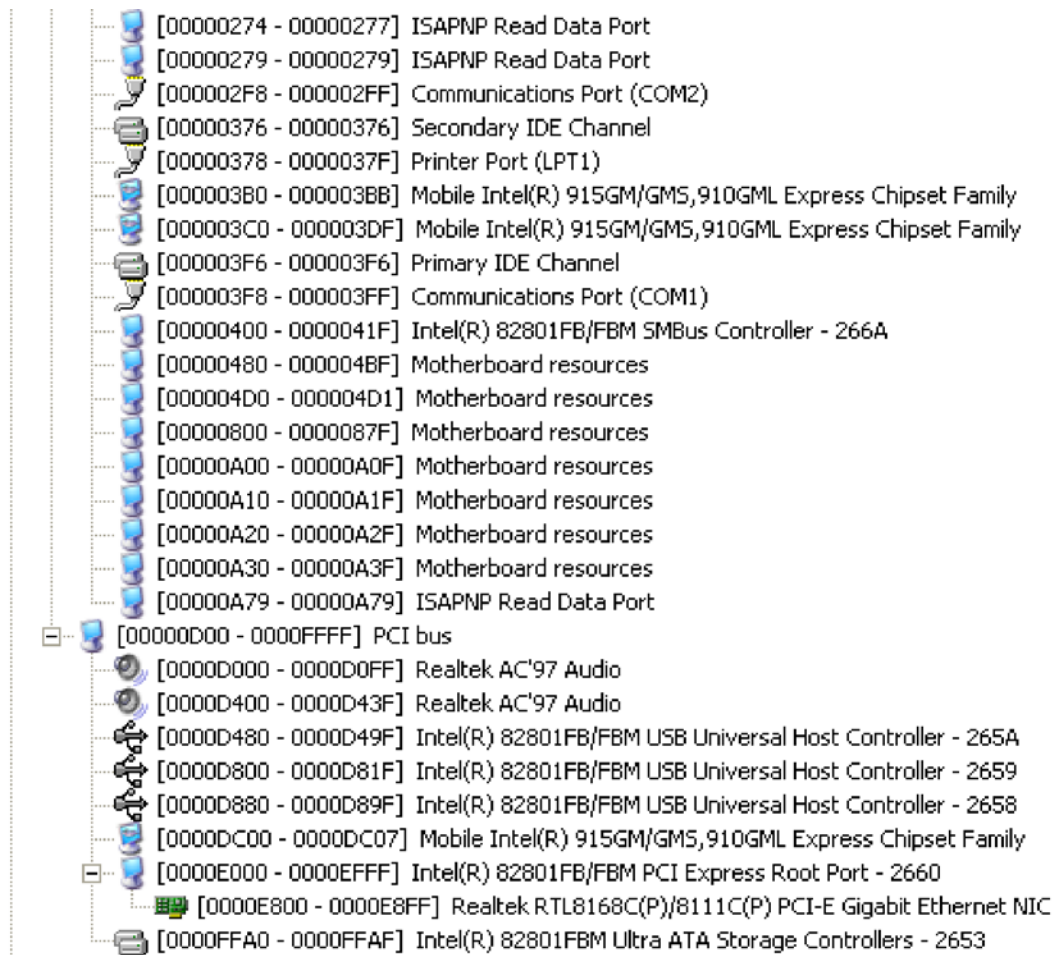 [00000274 - 00000277] ISAPNP Read Data Port
[00000279 - 00000279] ISAPNP Read Data Port
[000002F8 - 000002FF] Communications Port (COM2)
[00000376 - 00000376] Secondary IDE Channel
[00000378 - 0000037F] Printer Port (LPT1)
[000003B0 - 000003BB] Mobile Intel(R) 915GM/GMS,910GML Express Chipset Family
[000003C0 - 000003DF] Mobile Intel(R) 915GM/GMS,910GML Express Chipset Family
[000003F6 - 000003F6] Primary IDE Channel
[000003F8 - 000003FF] Communications Port (COM1)
[00000400 - 0000041F] Intel(R) 82801FB/FBM SMBus Controller - 266A
[00000480 - 000004BF] Motherboard resources
[000004D0 - 000004D1] Motherboard resources
[00000800 - 0000087F] Motherboard resources
[00000A00 - 00000A0F] Motherboard resources
[00000A10 - 00000A1F] Motherboard resources
[00000A20 - 00000A2F] Motherboard resources
[00000A30 - 00000A3F] Motherboard resources
[00000A79 - 00000A79] ISAPNP Read Data Port
[00000D00 - 0000FFFF] PCI bus
[0000D000 - 0000D0FF] Realtek AC'97 Audio
[0000D400 - 0000D43F] Realtek AC'97 Audio
[0000D480 - 0000D49F] Intel(R) 82801FB/FBM USB Universal Host Controller - 265A
[0000D800 - 0000D81F] Intel(R) 82801FB/FBM USB Universal Host Controller - 2659
[0000D880 - 0000D89F] Intel(R) 82801FB/FBM USB Universal Host Controller - 2658
[0000DC00 - 0000DC07] Mobile Intel(R) 915GM/GMS,910GML Express Chipset Family
[0000E000 - 0000EFFF] Intel(R) 82801FB/FBM PCI Express Root Port - 2660
[0000E800 - 0000E8FF] Realtek RTL8168C(P)/8111C(P) PCI-E Gigabit Ethernet NIC
[0000FFA0 - 0000FFAF] Intel(R) 82801FBM Ultra ATA Storage Controllers - 2653